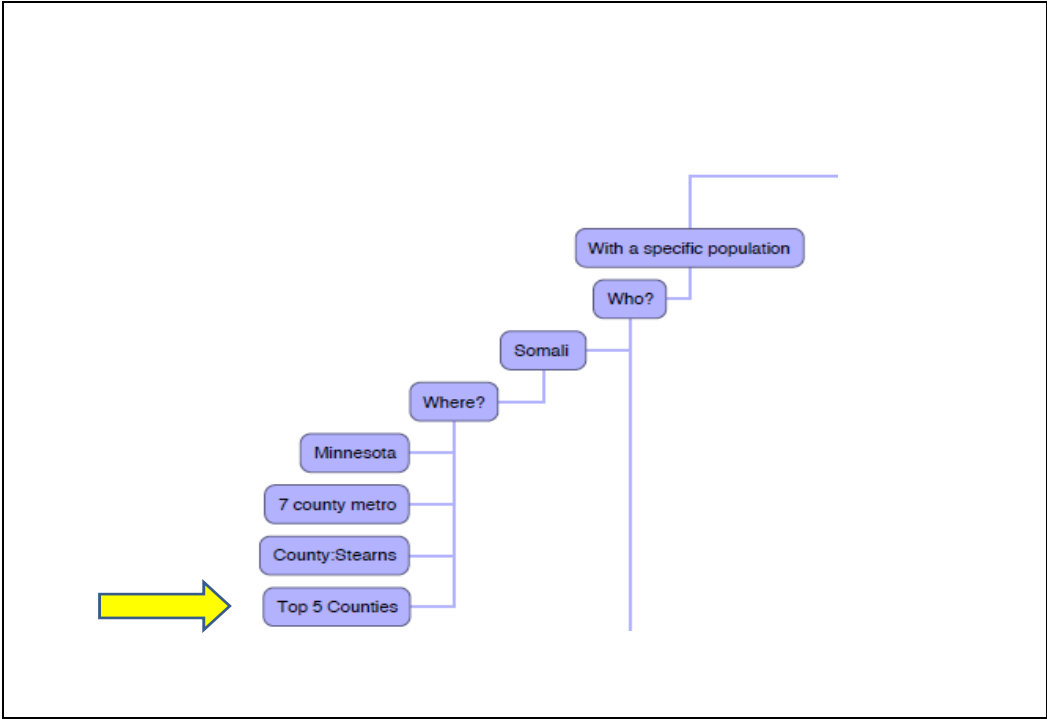 With a specific population
Who?
Somali
Where?
Minnesota
7 county metro
County:Stearns
Top 5 Counties